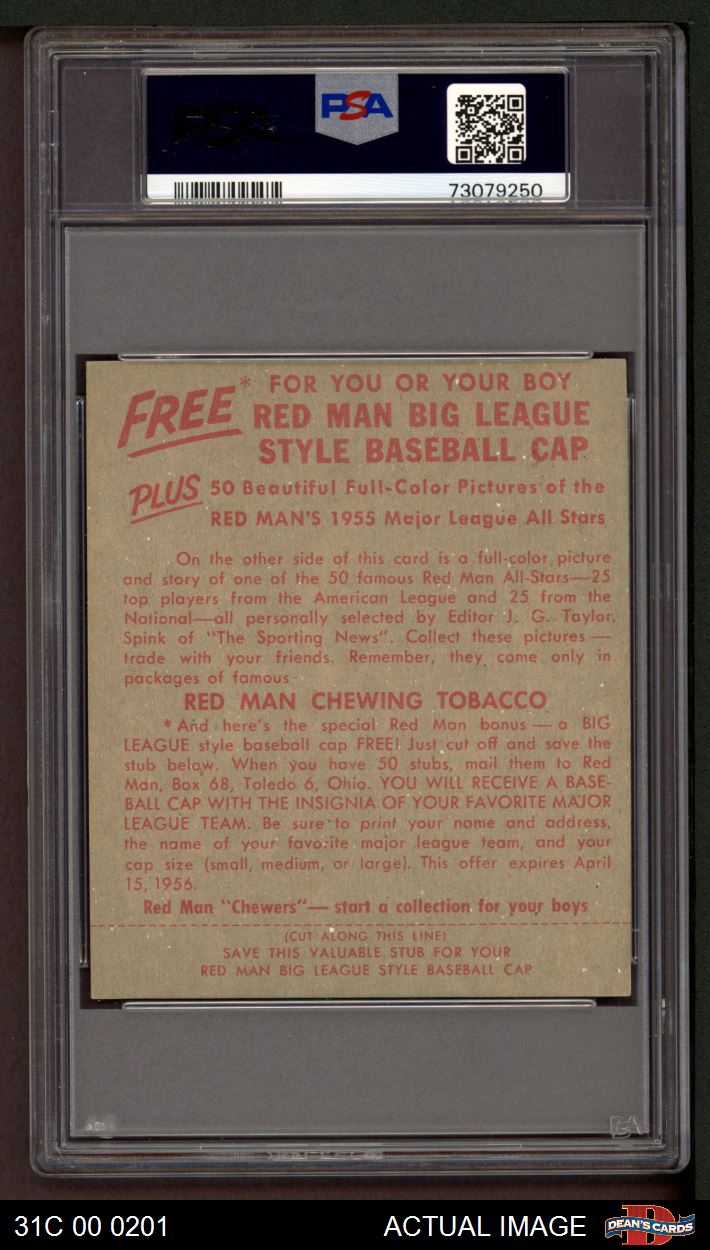 PSA
PSA
73079250
FREE* FOR YOU OR YOUR BOY
RED MAN BIG LEAGUE
STYLE BASEBALL CAP
PLUS 50 Beautiful Full-Color Pictures of the
RED MAN'S 1955 Major League All Stars
On the other side of this card is a full-color picture
and story of one of the 50 famous Red Man All-Stars—25
top players from the American League and 25 from the
National—all personally selected by Editor J. G. Taylor
Spink of "The Sporting News". Collect these pictures—
trade with your friends. Remember, they come only in
packages of famous
RED MAN CHEWING TOBACCO
*And here's the special Red Man bonus—a BIG
LEAGUE style baseball cap FREE! Just cut off and save the
stub below. When you have 50 stubs, mail them to Red
Man, Box 68, Toledo 6, Ohio. YOU WILL RECEIVE A BASE-
BALL CAP WITH THE INSIGNIA OF YOUR FAVORITE MAJOR
LEAGUE TEAM. Be sure to print your name and address,
the name of your favorite major league team, and your
cap size (small, medium, or large). This offer expires April
15, 1956.
Red Man "Chewers"—start a collection for your boys
(CUT ALONG THIS LINE)
SAVE THIS VALUABLE STUB FOR YOUR
RED MAN BIG LEAGUE STYLE BASEBALL CAP
31C 00 0201 ACTUAL IMAGE DEAN'S CARDS